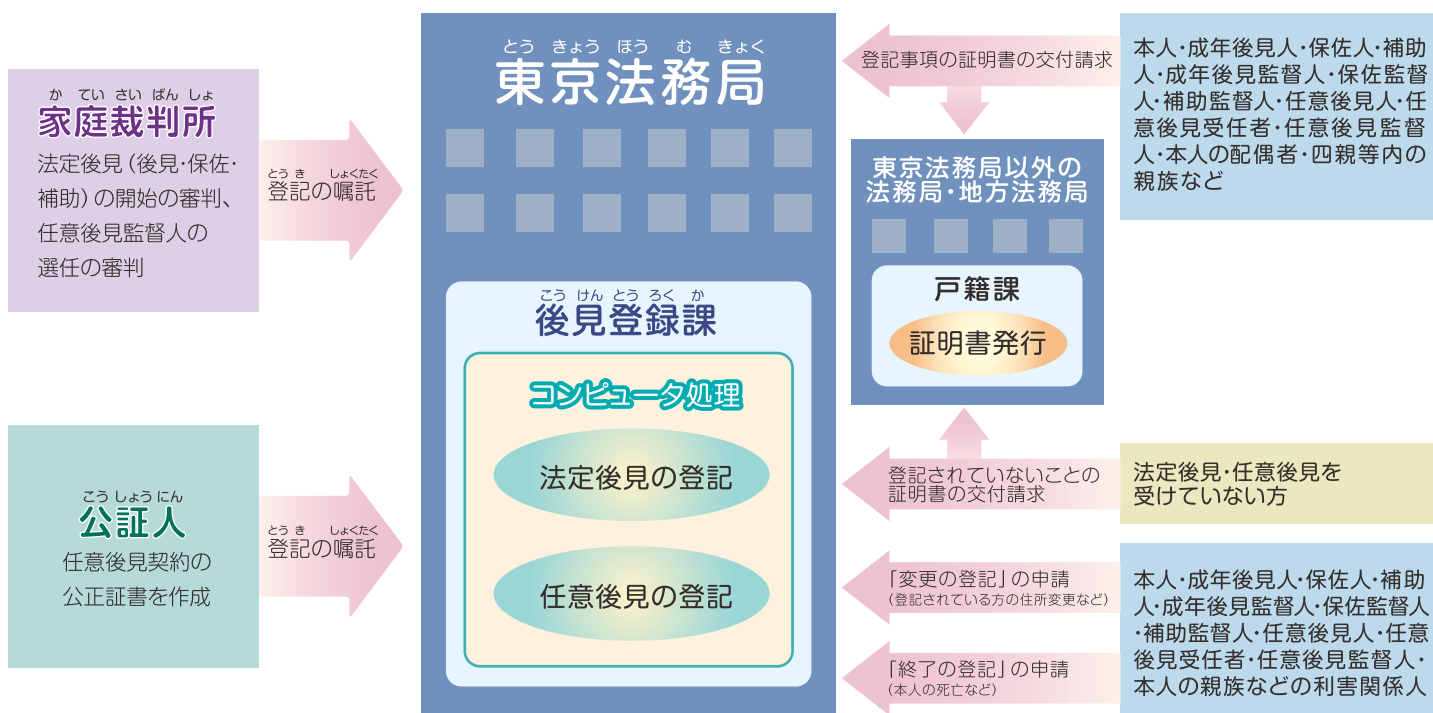 か てい さい ばん しょ
家庭裁判所
法定後見（後見・保佐・
補助）の開始の審判、
任意後見監督人の
選任の審判
とう き しょくたく
登記の嘱託
こう しょう にん
公証人
任意後見契約の
公正証書を作成
とう き しょくたく
登記の嘱託
とう きょう ほう む きょく
東京法務局
こう けん とう ろく か
後見登録課
コンピュータ処理
法定後見の登記
任意後見の登記
登記事項の証明書の交付請求
東京法務局以外の
法務局・地方法務局
戸籍課
証明書発行
登記されていないことの
証明書の交付請求
「変更の登記」の申請
（登記されている方の住所変更など）
「終了の登記」の申請
（本人の死亡など）
本人・成年後見人・保佐人・補助
人・成年後見監督人・保佐監督
人・補助監督人・任意後見人・任
意後見受任者・任意後見監督
人・本人の配偶者・四親等内の
親族など
法定後見・任意後見を
受けていない方
本人・成年後見人・保佐人・補助
人・成年後見監督人・保佐監督人
・補助監督人・任意後見人・任意
後見受任者・任意後見監督人・
本人の親族などの利害関係人